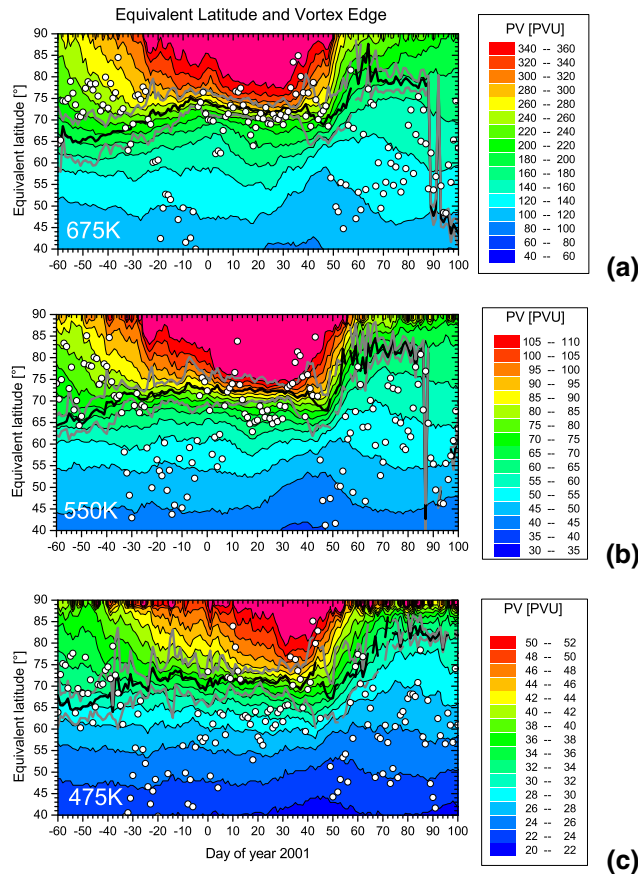 Equivalent Latitude and Vortex Edge
90
85
80
75
70
65
60
55
50
45
40
Equivalent latitude [°]
675K
-60 -50 -40 -30 -20 -10 0 10 20 30 40 50 60 70 80 90 100
PV [PVU]
340 -- 360
320 -- 340
300 -- 320
280 -- 300
260 -- 280
240 -- 260
220 -- 240
200 -- 220
180 -- 200
160 -- 180
140 -- 160
120 -- 140
100 -- 120
80 -- 100
60 -- 80
40 -- 60
(a)
90
85
80
75
70
65
60
55
50
45
40
Equivalent latitude [°]
550K
-60 -50 -40 -30 -20 -10 0 10 20 30 40 50 60 70 80 90 100
PV [PVU]
105 -- 110
100 -- 105
95 -- 100
90 -- 95
85 -- 90
80 -- 85
75 -- 80
70 -- 75
65 -- 70
60 -- 65
55 -- 60
50 -- 55
45 -- 50
40 -- 45
35 -- 40
30 -- 35
(b)
90
85
80
75
70
65
60
55
50
45
40
Equivalent latitude [°]
475K
-60 -50 -40 -30 -20 -10 0 10 20 30 40 50 60 70 80 90 100
Day of year 2001
PV [PVU]
50 -- 52
48 -- 50
46 -- 48
44 -- 46
42 -- 44
40 -- 42
38 -- 40
36 -- 38
34 -- 36
32 -- 34
30 -- 32
28 -- 30
26 -- 28
24 -- 26
22 -- 24
20 -- 22
(c)